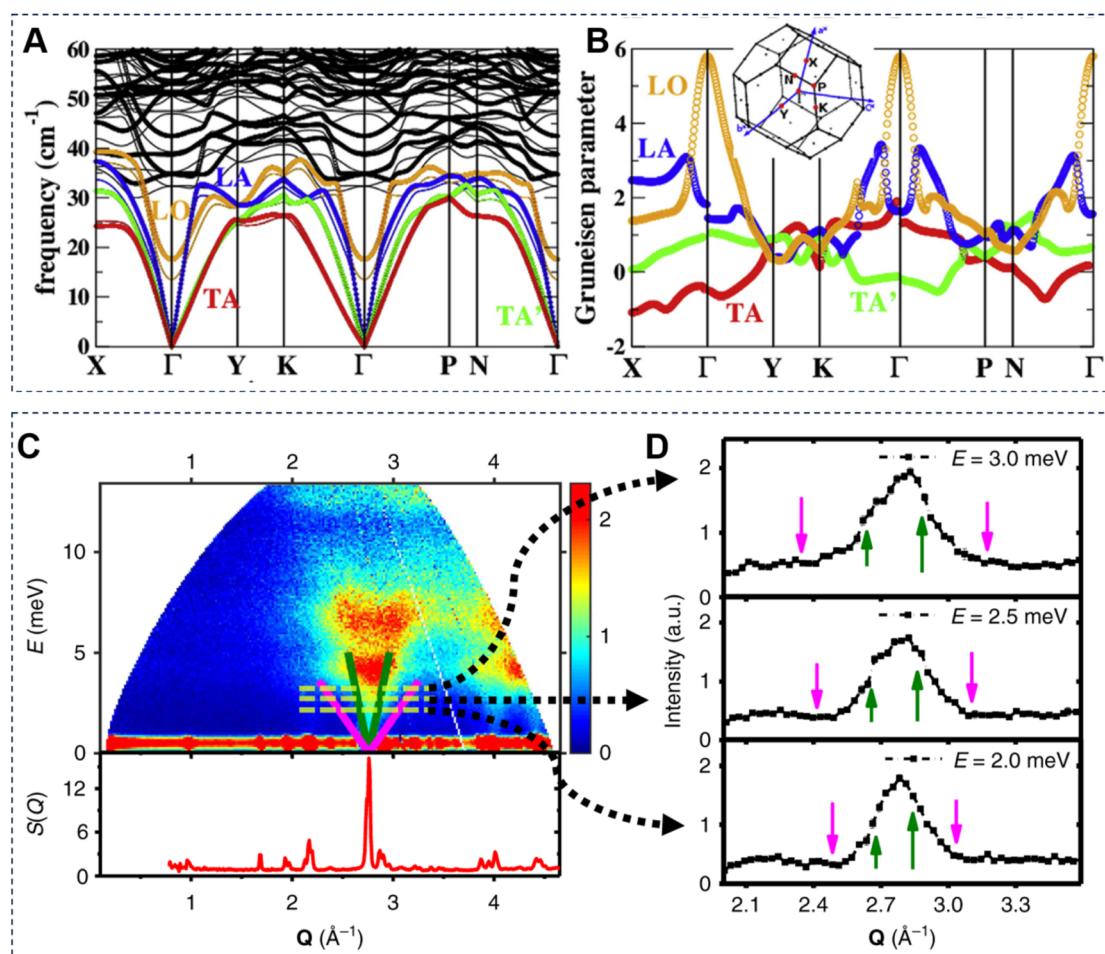 A
frequency (cm-1)
60
50
40
30
20
10
0
LO
LA
TA
TA'
X Γ Y K Γ P N Γ
B
Gruneisen parameter
6
4
2
0
-2
LO
LA
TA
TA'
a*
X
N
P
Γ
K
Y
b*
c*
X Γ Y K Γ P N Γ
C
1 2 3 4
E (meV)
10
5
0
2
1
0
S(Q)
12
6
0
1 2 3 4
Q (Å-1)
D
Intensity (a.u.)
E = 3.0 meV
2
1
0
E = 2.5 meV
2
1
0
E = 2.0 meV
2
1
0
2.1 2.4 2.7 3.0 3.3
Q (Å-1)